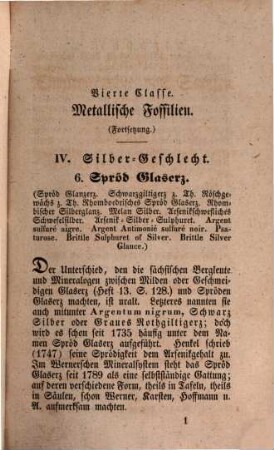 Vierte Classe.
Metallische Fossilien.
(Fortsetzung.)
IV. Silber-Geschlecht.
6. Spröd Glaserz.
(Spröd Glanzerz. Schwarzgiltigerz z. Th. Röschge-
wächs z. Th. Rhomboedrisches Spröd Glaserz. Rhom-
bischer Silberglanz. Melan Silber. Arsenikschwefliches
Schwefelsilber. Arsenik-Silber-Sulphuret. Argent
sulfuré aigre. Argent Antimonié sulfuré noir. Psa-
tarose. Brittle Sulphuret of Silver. Brittle Silver
Glance.)
Der Unterschied, den die sächsischen Bergleute
und Mineralogen zwischen Milden oder Geschmei-
digen Glaserz (Heft 13. S. 128.) und Spröden
Glaserz machten, ist uralt. Letzteres nannten sie
auch mitunter Argentum nigrum, Schwarz
Silber oder Graues Rothgiltigerz; doch
wird es schon seit 1735 häufig unter dem Na-
men Spröd Glaserz aufgeführt. Henkel schrieb
(1747) seine Sprödigkeit dem Arsenikgehalt zu.
Im Wernerschen Mineralsystem steht das Spröd
Glaserz seit 1789 als eine selbstständige Gattung;
auf deren verschiedene Form, theils in Tafeln, theils
in Säulen, schon Werner, Karsten, Hoffmann u.
A. aufmerksam machten.
1